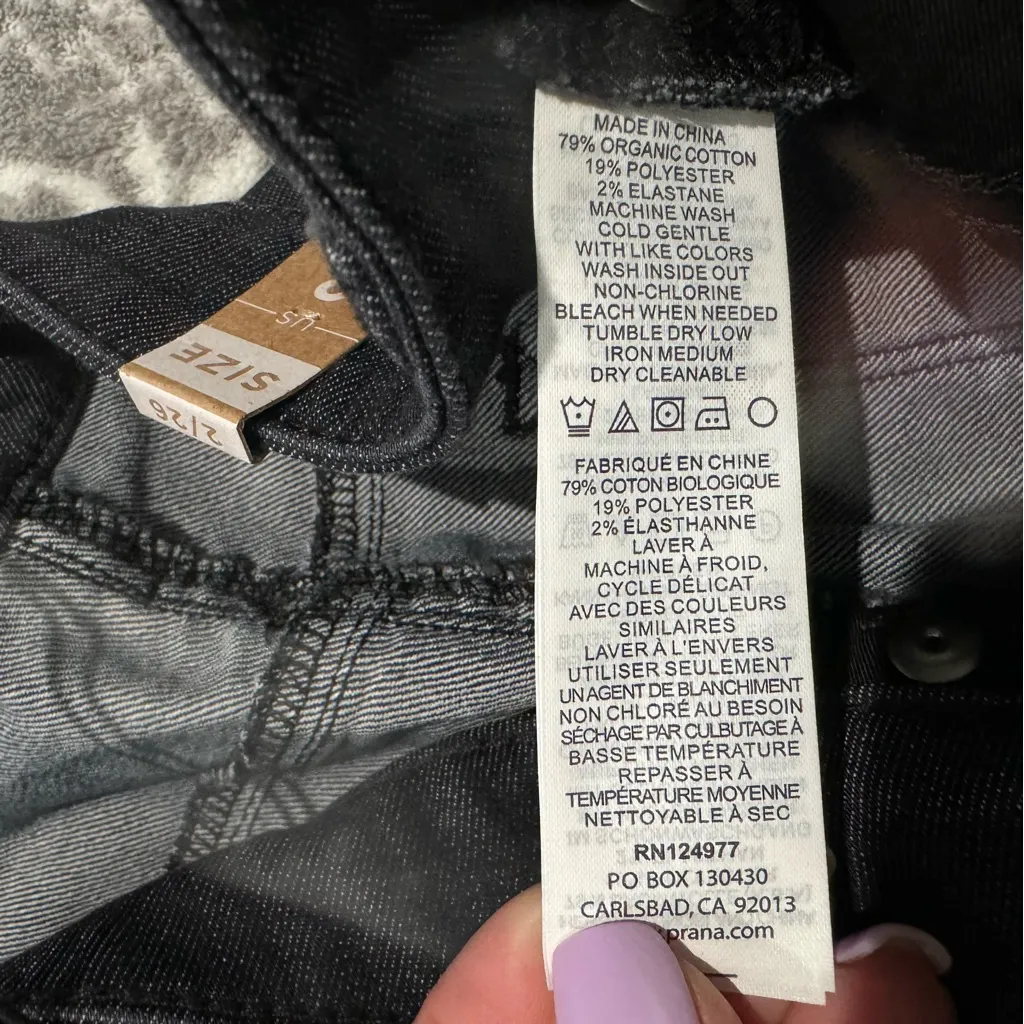 MADE IN CHINA
79% ORGANIC COTTON
19% POLYESTER
2% ELASTANE
MACHINE WASH
COLD GENTLE
WITH LIKE COLORS
WASH INSIDE OUT
NON-CHLORINE
BLEACH WHEN NEEDED
TUMBLE DRY LOW
IRON MEDIUM
DRY CLEANABLE
FABRIQUÉ EN CHINE
79% COTON BIOLOGIQUE
19% POLYESTER
2% ÉLASTHANNE
LAVER À
MACHINE À FROID,
CYCLE DÉLICAT
AVEC DES COULEURS
SIMILAIRES
LAVER À L'ENVERS
UTILISER SEULEMENT
UN AGENT DE BLANCHIMENT
NON CHLORÉ AU BESOIN
SÉCHAGE PAR CULBUTAGE À
BASSE TEMPÉRATURE
REPASSER À
TEMPÉRATURE MOYENNE
NETTOYABLE À SEC
RN124977
PO BOX 130430
CARLSBAD, CA 92013
prana.com
US
SIZE
2/26